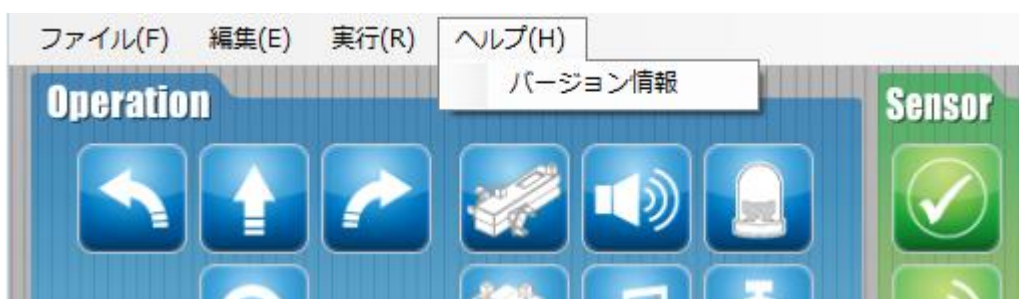 ファイル(F) 編集(E) 実行(R) ヘルプ(H)
バージョン情報
Operation
Sensor